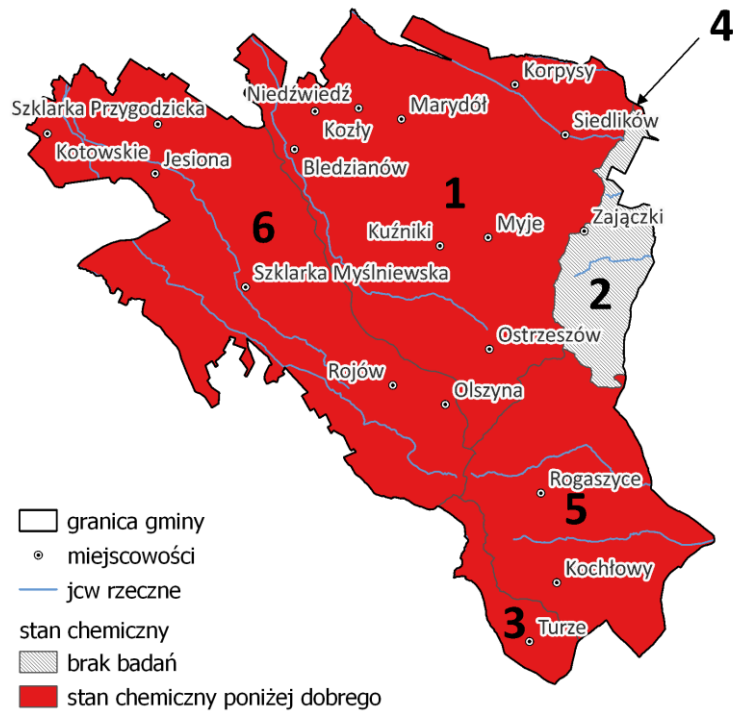 4
Korpysy
Niedźwiedź
Szklarka Przygodzicka
Marydół
Siedlików
Kozły
Kotowskie
Jesiona
Bledzianów
1
Zajączki
6
Kuźniki
Myje
Szklarka Myślniewska
2
Ostrzeszów
Rojów
Olszyna
Rogaszyce
5
granica gminy
miejscowości
Kochłowy
jcw rzeczne
3
Turze
stan chemiczny
brak badań
stan chemiczny poniżej dobrego